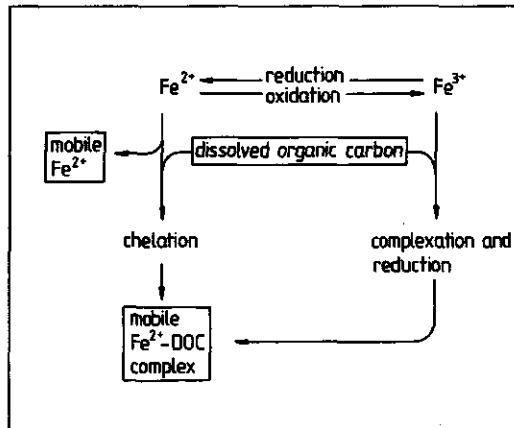 reduction
Fe²⁺ Fe³⁺
oxidation
mobile
Fe²⁺
dissolved organic carbon
chelation
complexation and
reduction
mobile
Fe²⁺-DOC
complex